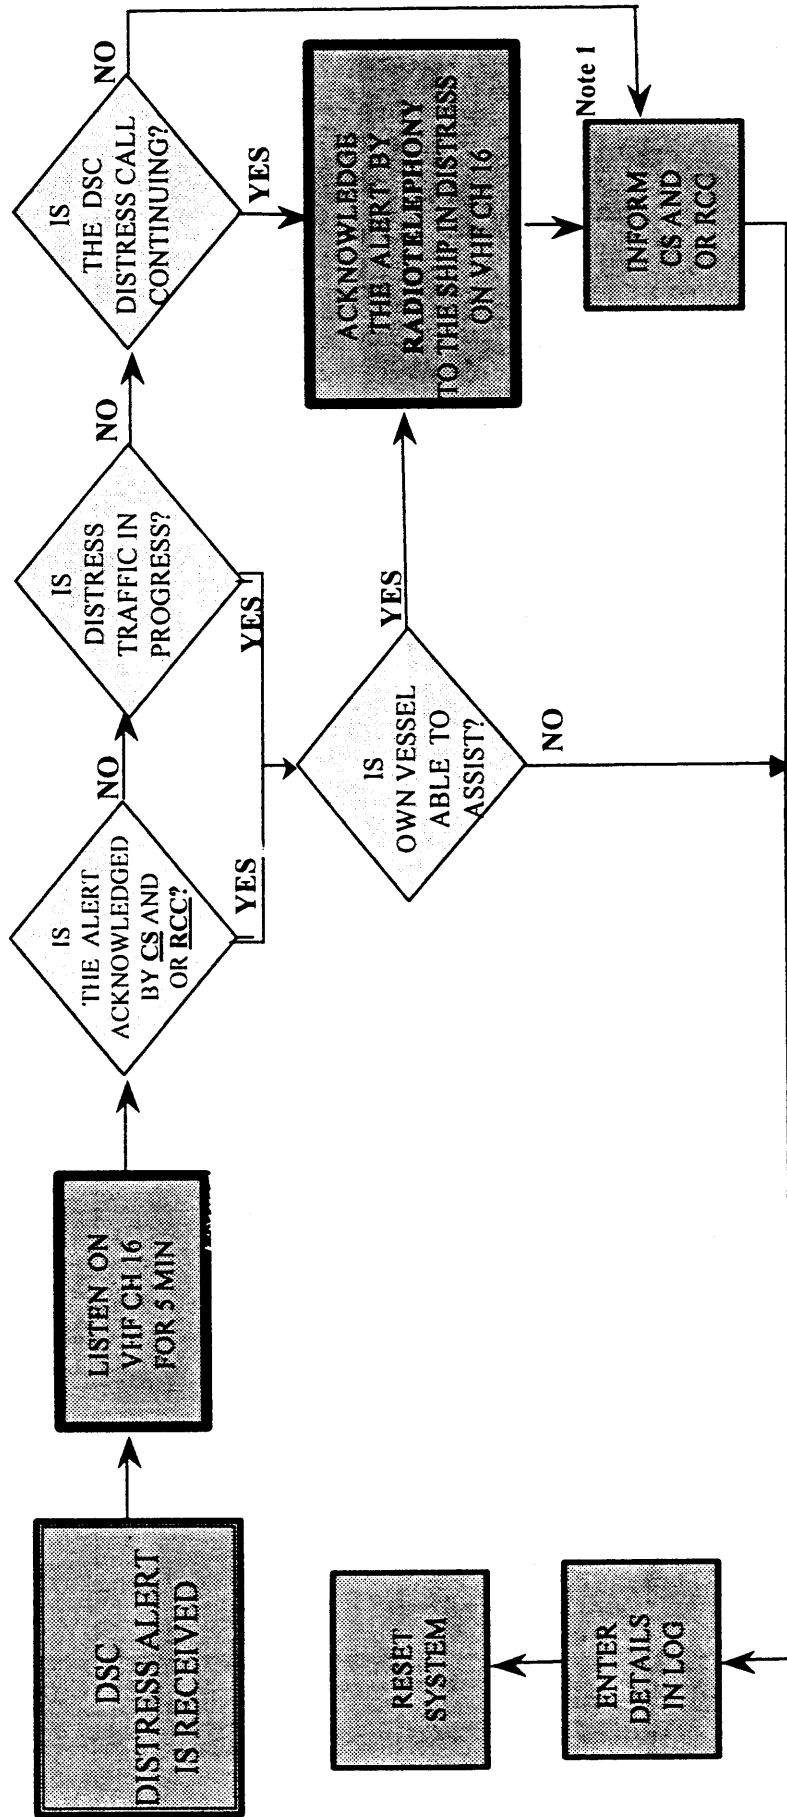 DSC
DISTRESS ALERT
IS RECEIVED
LISTEN ON
VHF CH 16
FOR 5 MIN
IS
THE ALERT
ACKNOWLEDGED
BY CS AND
OR RCC?
NO
YES
IS
DISTRESS
TRAFFIC IN
PROGRESS?
NO
YES
IS
THE DSC
DISTRESS CALL
CONTINUING?
NO
YES
IS
OWN VESSEL
ABLE TO
ASSIST?
YES
NO
ACKNOWLEDGE
THE ALERT BY
RADIOTELEPHONY
TO THE SHIP IN DISTRESS
ON VHF CH 16
Note 1
INFORM
CS AND
OR RCC
RESET
SYSTEM
ENTER
DETAILS
IN LOG